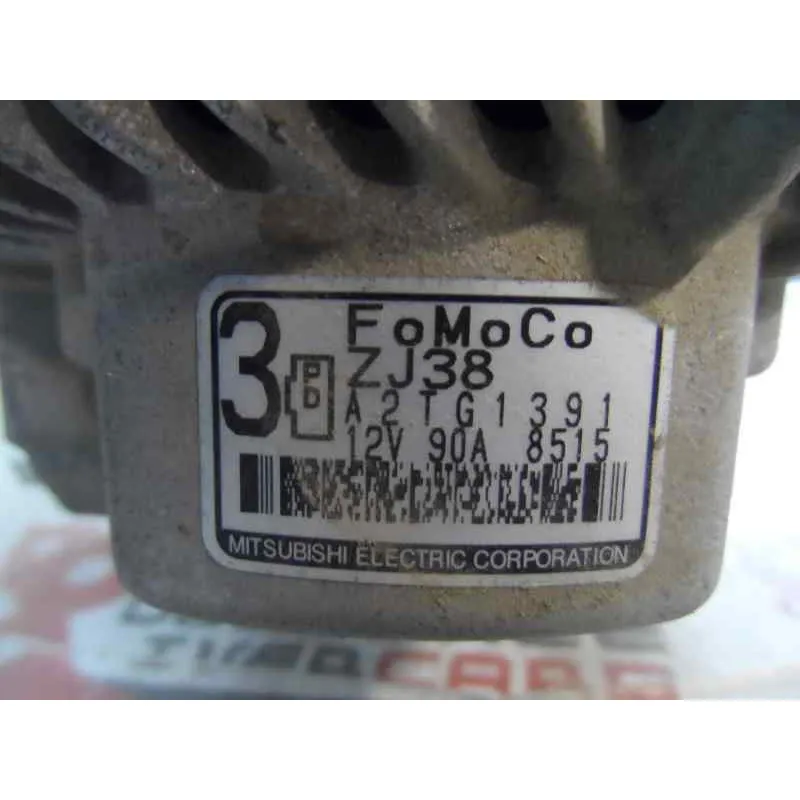 3
FoMoCo
P
D
ZJ38
A2TG1391
12V 90A 8515
MITSUBISHI ELECTRIC CORPORATION